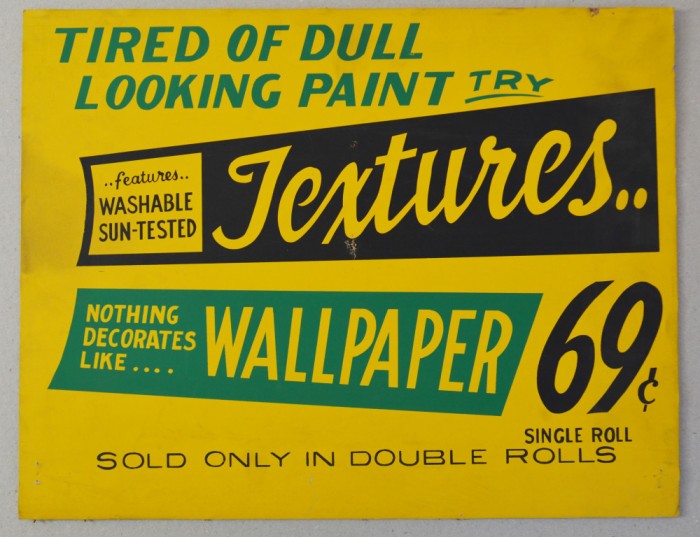 TIRED OF DULL
LOOKING PAINT TRY
..features..
WASHABLE
SUN-TESTED
Textures..
NOTHING
DECORATES
LIKE....
WALLPAPER
69¢
SINGLE ROLL
SOLD ONLY IN DOUBLE ROLLS